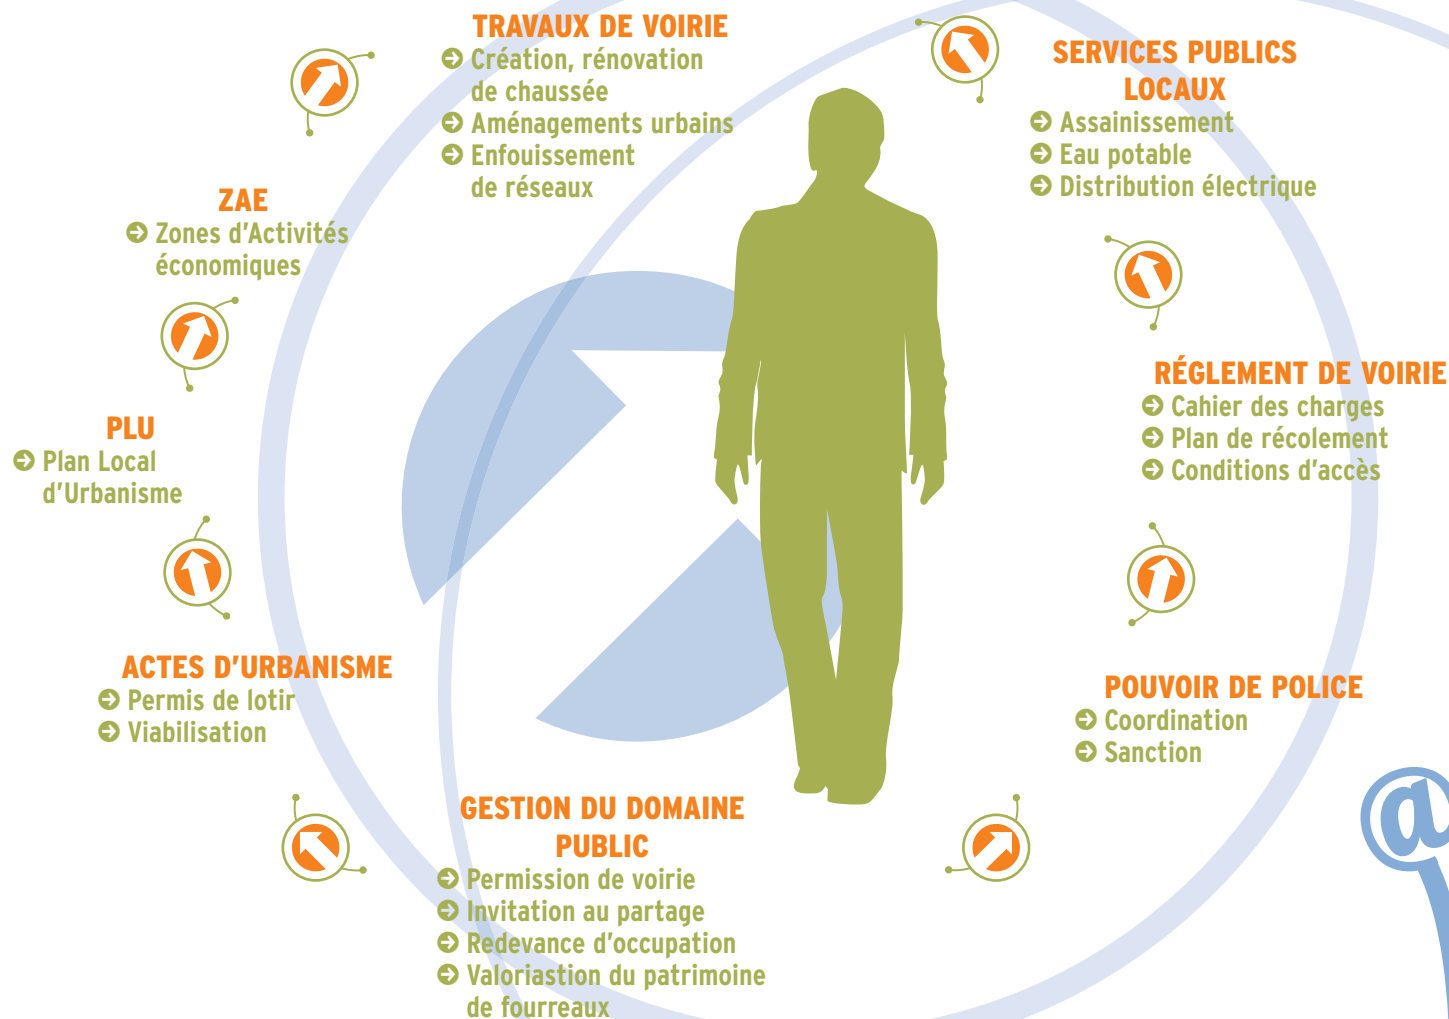 TRAVAUX DE VOIRIE
Création, rénovation
de chaussée
Aménagements urbains
Enfouissement
de réseaux
SERVICES PUBLICS
LOCAUX
Assainissement
Eau potable
Distribution électrique
ZAE
Zones d'Activités
économiques
RÉGLEMENT DE VOIRIE
Cahier des charges
Plan de récolement
Conditions d'accès
PLU
Plan Local
d'Urbanisme
ACTES D'URBANISME
Permis de lotir
Viabilisation
POUVOIR DE POLICE
Coordination
Sanction
GESTION DU DOMAINE
PUBLIC
Permission de voirie
Invitation au partage
Redevance d'occupation
Valoriastion du patrimoine
de fourreaux
@